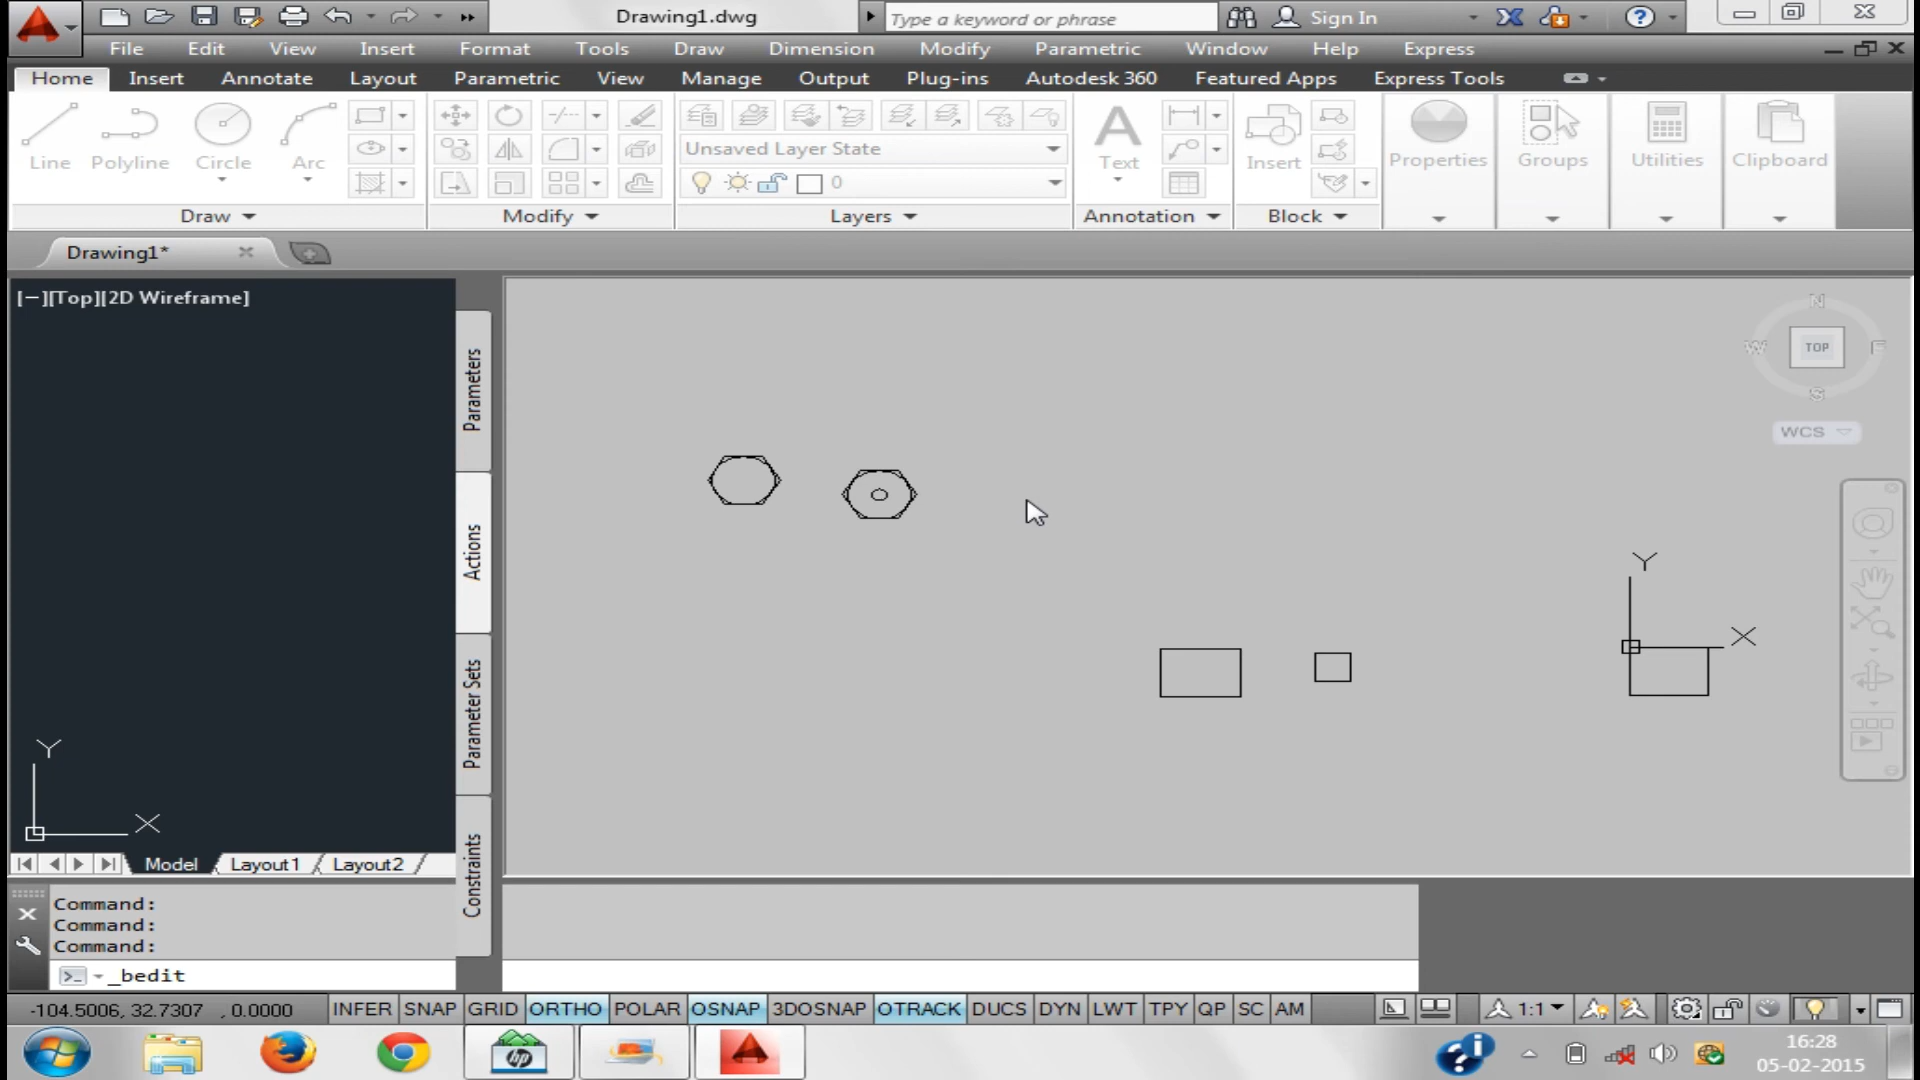 Drawing1.dwg
Type a keyword or phrase
Sign In
File Edit View Insert Format Tools Draw Dimension Modify Parametric Window Help Express
Home Insert Annotate Layout Parametric View Manage Output Plug-ins Autodesk 360 Featured Apps Express Tools
Line Polyline Circle Arc
Unsaved Layer State
0
A
Text
Insert
Properties Groups Utilities Clipboard
Draw Modify Layers Annotation Block
Drawing1*
[−][Top][2D Wireframe]
Parameters
Actions
Parameter Sets
Constraints
N
W TOP E
S
WCS
Y
X
Y
X
Model Layout1 Layout2
Command:
Command:
Command:
>_ _bedit
-104.5006, 32.7307 , 0.0000 INFER SNAP GRID ORTHO POLAR OSNAP 3DOSNAP OTRACK DUCS DYN LWT TPY QP SC AM 1:1
hp
16:28
05-02-2015